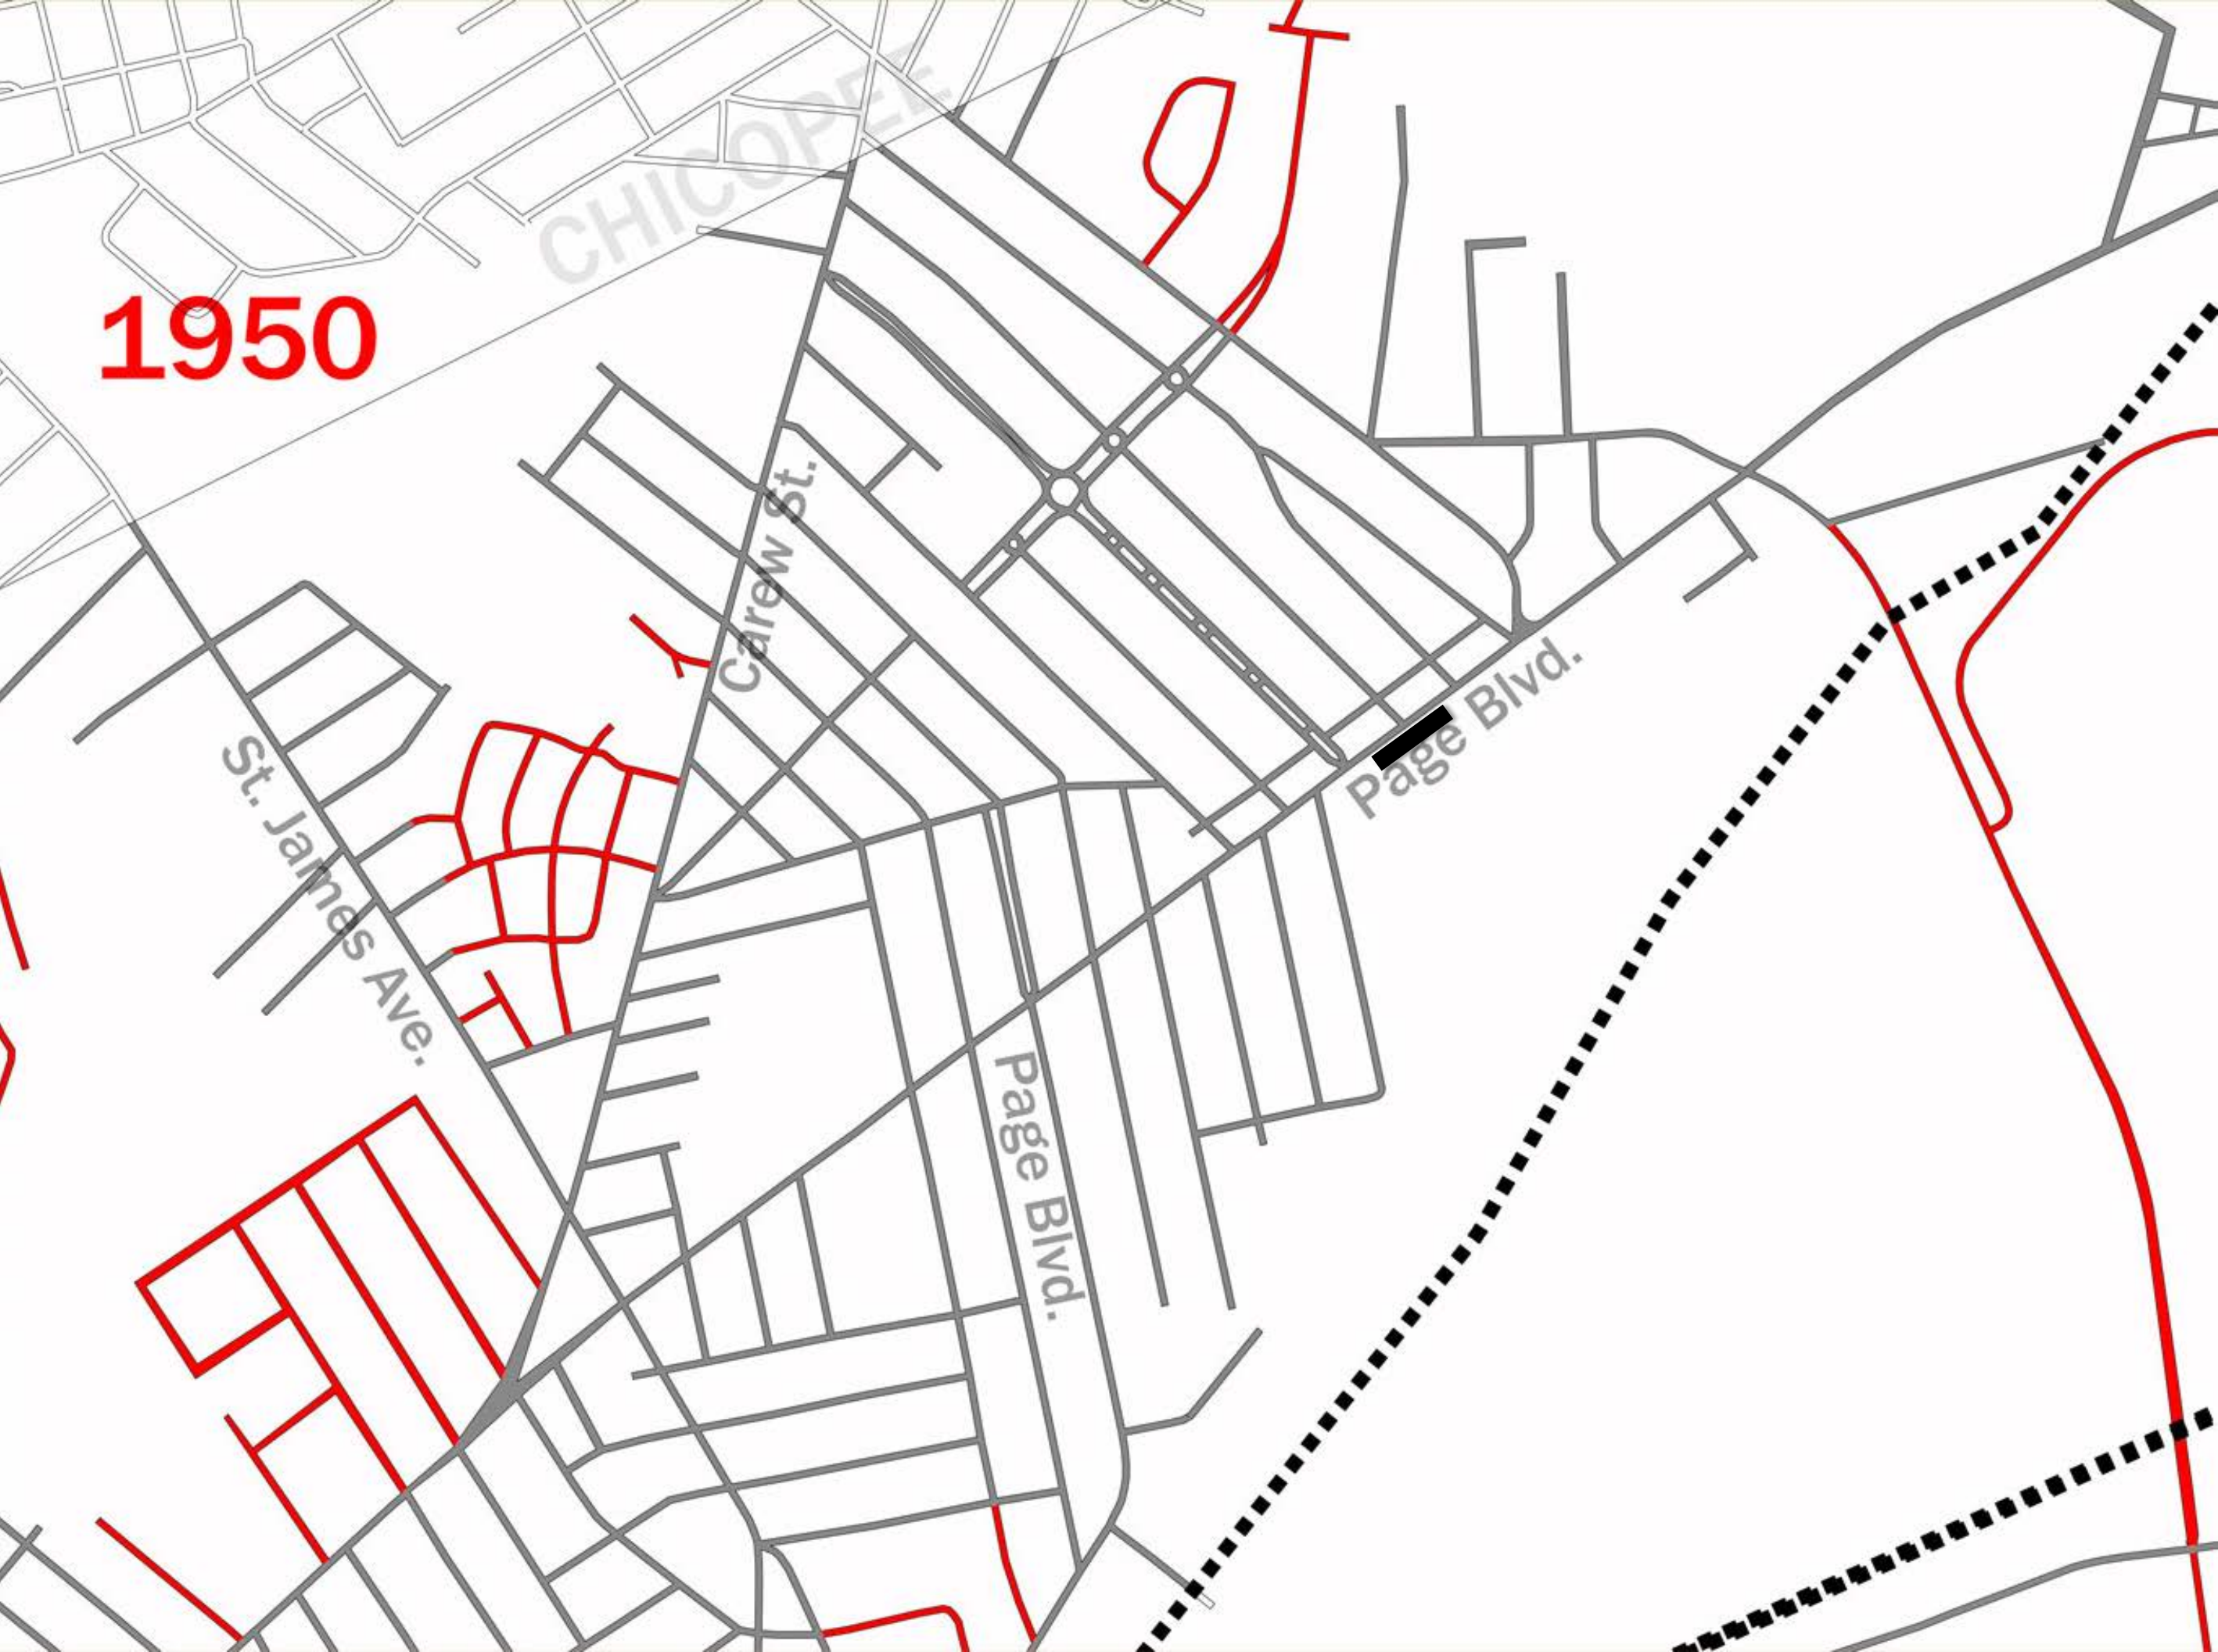 CHICOPEE
1950
Carew St.
Page Blvd.
St. James Ave.
Page Blvd.